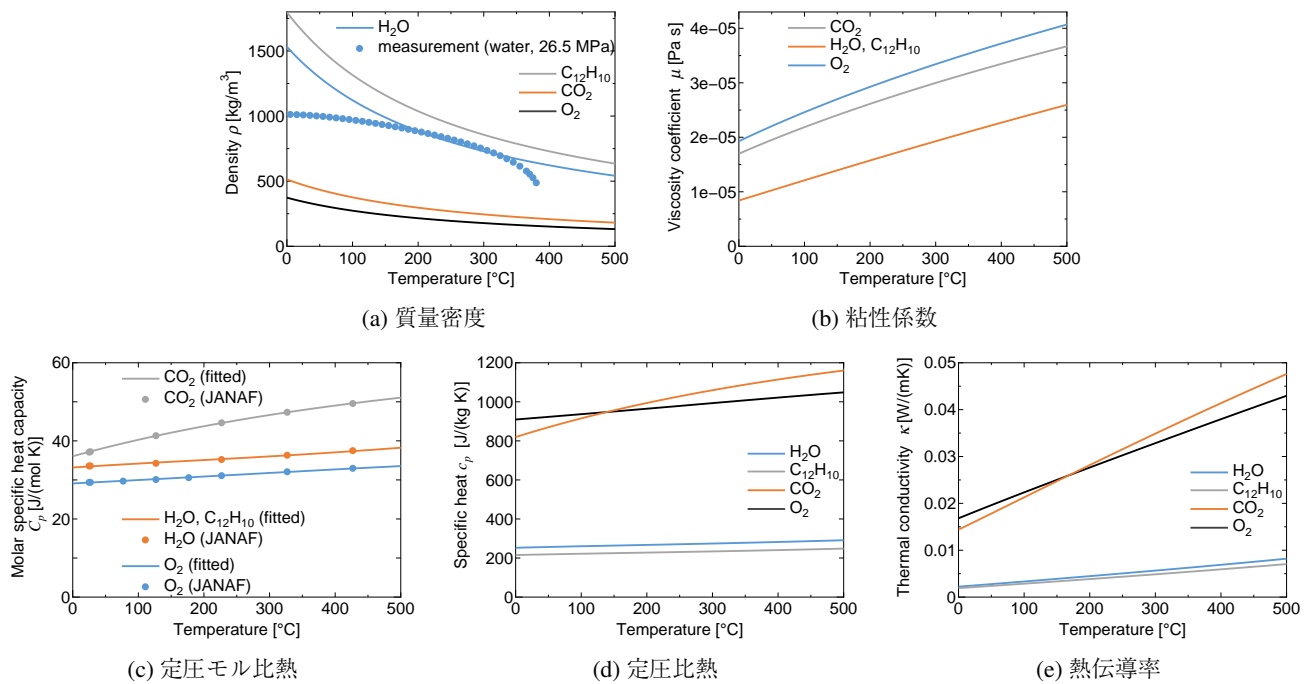 H₂O
measurement (water, 26.5 MPa)
C₁₂H₁₀
CO₂
O₂
Density ρ [kg/m³]
1500
1000
500
0
0 100 200 300 400 500
Temperature [°C]
(a) 質量密度
CO₂
H₂O, C₁₂H₁₀
O₂
Viscosity coefficient μ [Pa s]
4e−05
3e−05
2e−05
1e−05
0
0 100 200 300 400 500
Temperature [°C]
(b) 粘性係数
CO₂ (fitted)
CO₂ (JANAF)
H₂O, C₁₂H₁₀ (fitted)
H₂O (JANAF)
O₂ (fitted)
O₂ (JANAF)
Molar specific heat capacity
Cₚ [J/(mol K)]
60
40
20
0
0 100 200 300 400 500
Temperature [°C]
(c) 定圧モル比熱
H₂O
C₁₂H₁₀
CO₂
O₂
Specific heat cₚ [J/(kg K)]
1200
1000
800
600
400
200
0
0 100 200 300 400 500
Temperature [°C]
(d) 定圧比熱
H₂O
C₁₂H₁₀
CO₂
O₂
Thermal conductivity κ [W/(mK)]
0.05
0.04
0.03
0.02
0.01
0
0 100 200 300 400 500
Temperature [°C]
(e) 熱伝導率